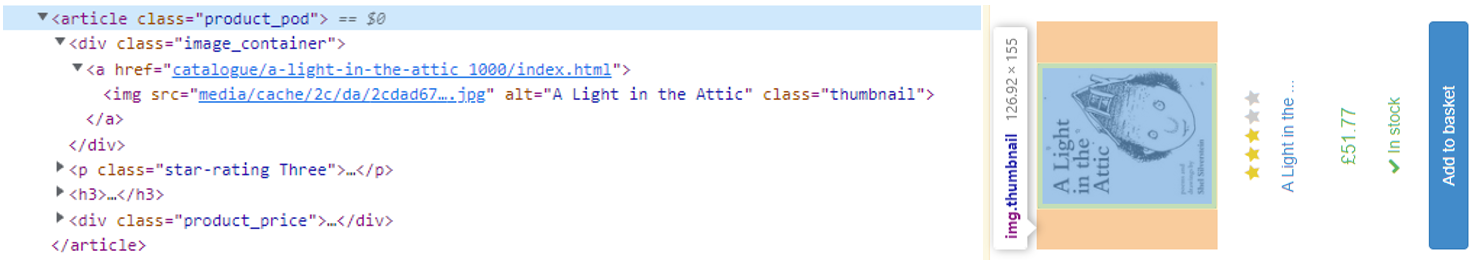 ▼<article class="product_pod"> == $0
▼<div class="image_container">
▼<a href="catalogue/a-light-in-the-attic_1000/index.html">
<img src="media/cache/2c/da/2cdad67….jpg" alt="A Light in the Attic" class="thumbnail">
</a>
</div>
▶<p class="star-rating Three">…</p>
▶<h3>…</h3>
▶<div class="product_price">…</div>
</article>
img.thumbnail 126.92 × 155
A Light
in the
Attic
poems and
drawings by
Shel Silverstein
A Light in the ...
£51.77
In stock
Add to basket